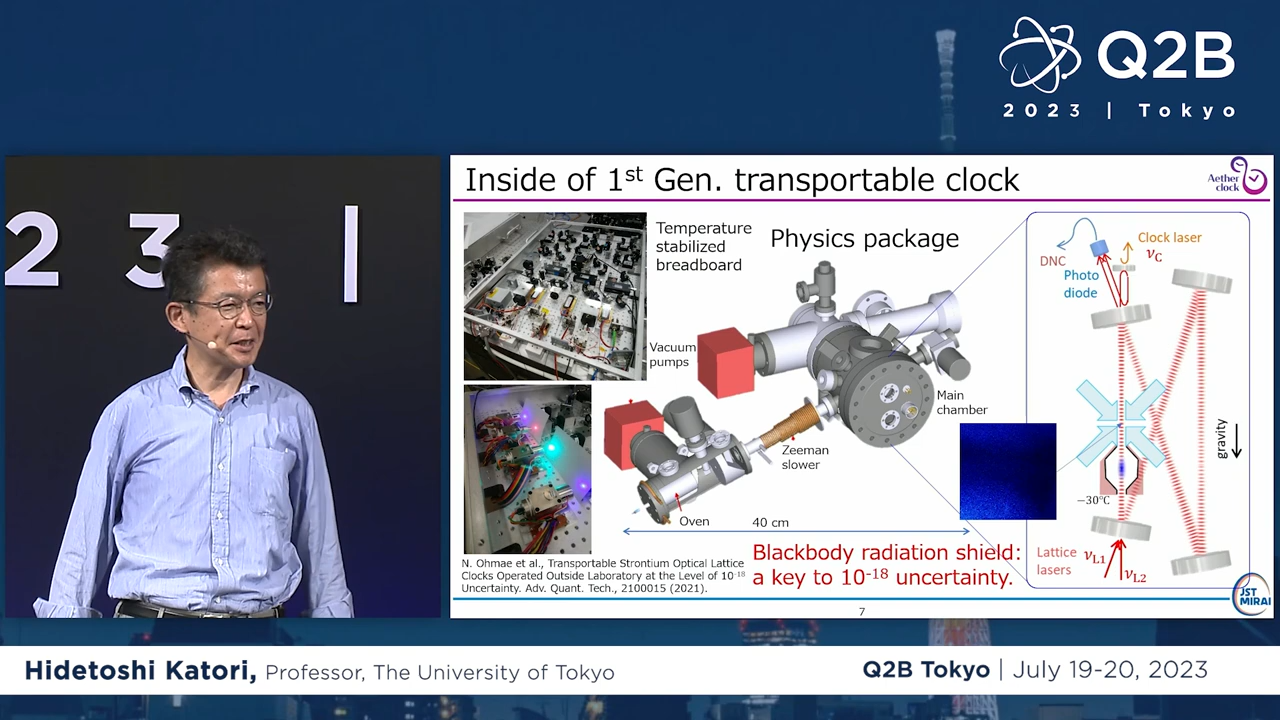 Q2B
2023 | Tokyo
2 3 |
Inside of 1st Gen. transportable clock
Aether
clock
Temperature
stabilized
breadboard
Physics package
Vacuum
pumps
Main
chamber
Zeeman
slower
Oven
40 cm
DNC
Photo
diode
Clock laser
νC
gravity
−30℃
Lattice
lasers
νL1
νL2
Blackbody radiation shield:
a key to 10-18 uncertainty.
N. Ohmae et al., Transportable Strontium Optical Lattice
Clocks Operated Outside Laboratory at the Level of 10-18
Uncertainty. Adv. Quant. Tech., 2100015 (2021).
7
JST
MIRAI
Hidetoshi Katori, Professor, The University of Tokyo
Q2B Tokyo | July 19-20, 2023